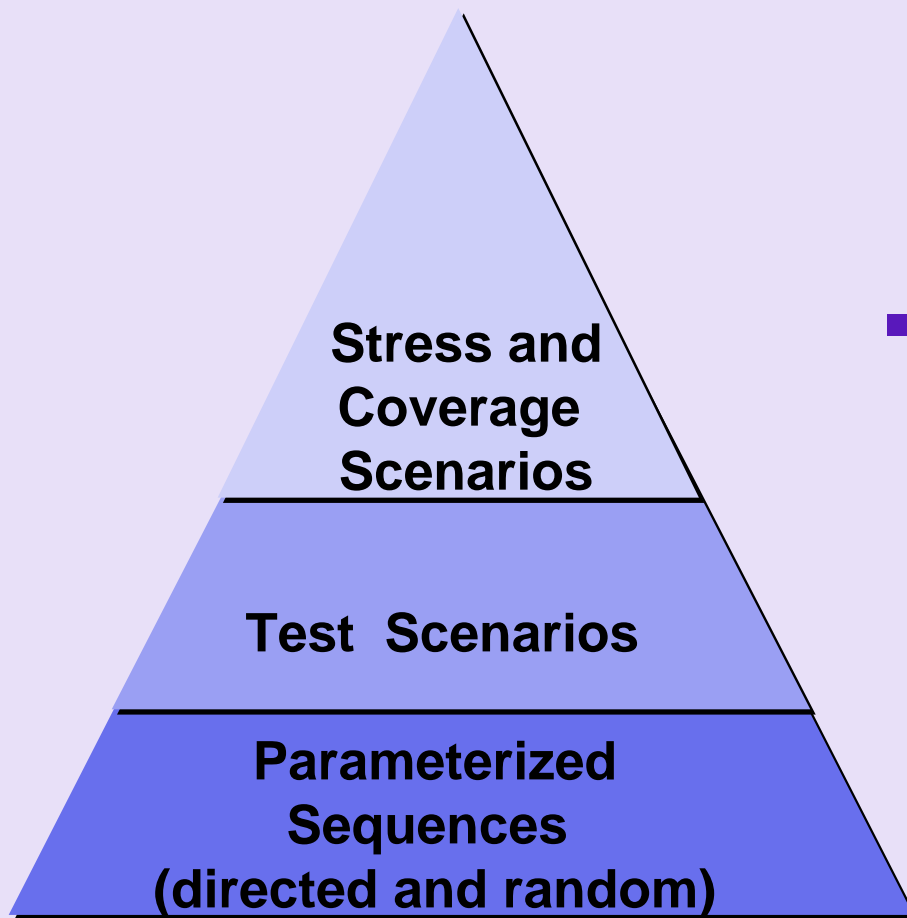 Stress and
Coverage
Scenarios
Test Scenarios
Parameterized
Sequences
(directed and random)